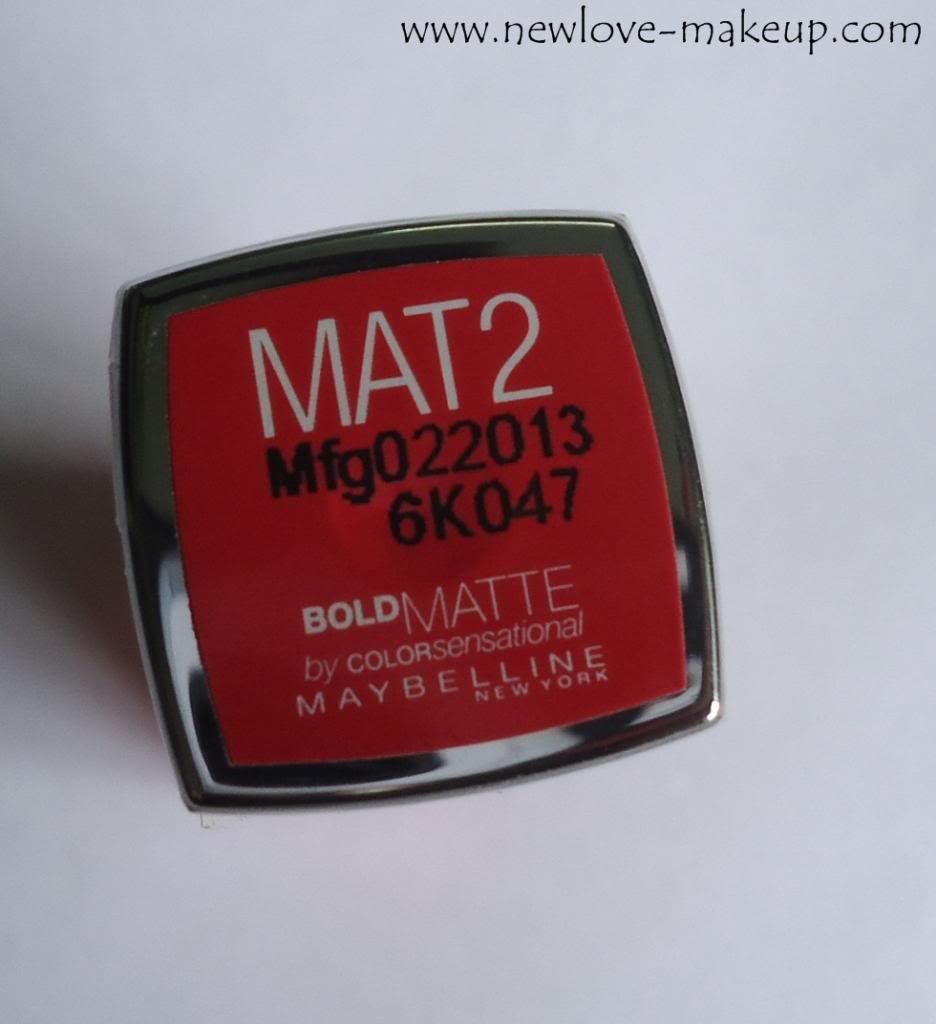 www.newlove-makeup.com
MAT2
Mfg022013
6K047
BOLDMATTE
by COLORsensational
MAYBELLINE
NEW YORK